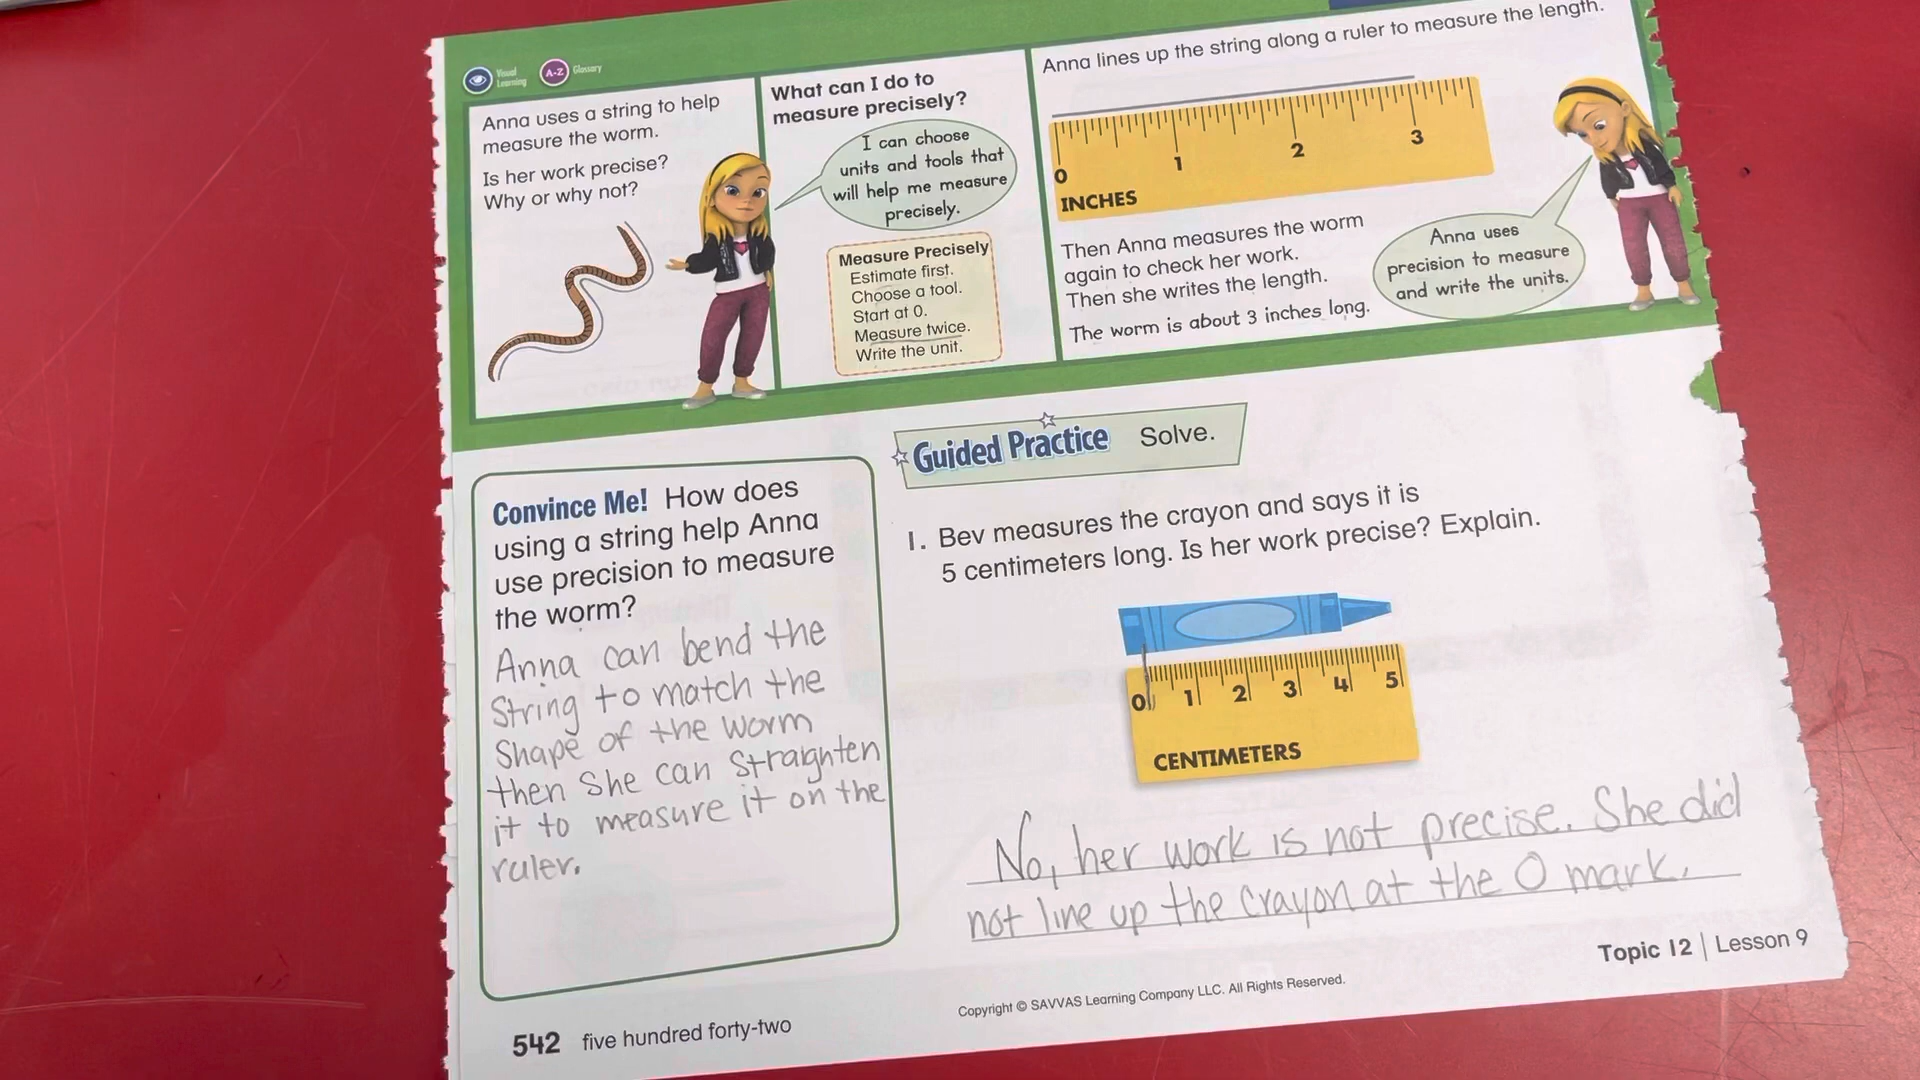 Visual
Learning
A-Z Glossary
Anna uses a string to help
measure the worm.
Is her work precise?
Why or why not?
What can I do to
measure precisely?
I can choose
units and tools that
will help me measure
precisely.
Measure Precisely
Estimate first.
Choose a tool.
Start at 0.
Measure twice.
Write the unit.
Anna lines up the string along a ruler to measure the length.
0 1 2 3
INCHES
Then Anna measures the worm
again to check her work.
Then she writes the length.
The worm is about 3 inches long.
Anna uses
precision to measure
and write the units.
Convince Me! How does
using a string help Anna
use precision to measure
the worm?
Anna can bend the
String to match the
Shape of the worm
then she can straighten
it to measure it on the
ruler.
Guided Practice Solve.
1. Bev measures the crayon and says it is
5 centimeters long. Is her work precise? Explain.
0 1 2 3 4 5
CENTIMETERS
No, her work is not precise. She did
not line up the crayon at the 0 mark.
Topic 12 | Lesson 9
Copyright © SAVVAS Learning Company LLC. All Rights Reserved.
542 five hundred forty-two